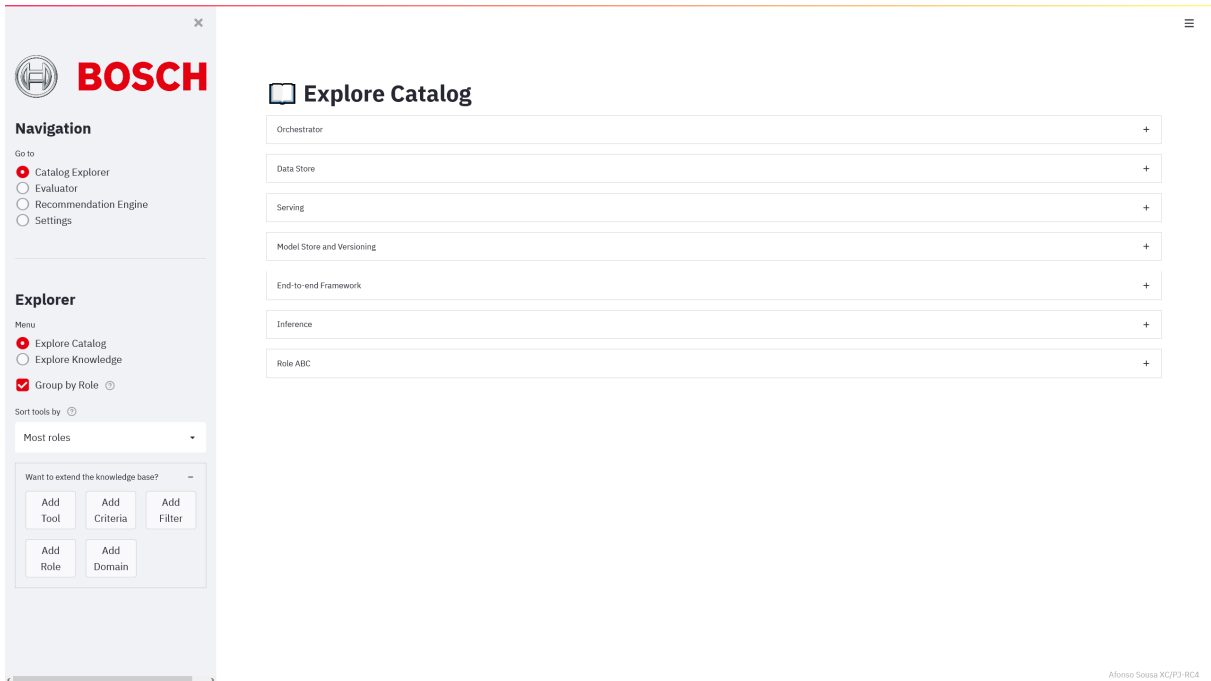 BOSCH
Navigation
Go to
Catalog Explorer
Evaluator
Recommendation Engine
Settings
Explorer
Menu
Explore Catalog
Explore Knowledge
Group by Role
Sort tools by
Most roles
Want to extend the knowledge base?
Add Tool
Add Criteria
Add Filter
Add Role
Add Domain
Explore Catalog
Orchestrator
Data Store
Serving
Model Store and Versioning
End-to-end Framework
Inference
Role ABC
Afonso Sousa XC/PJ-RC4